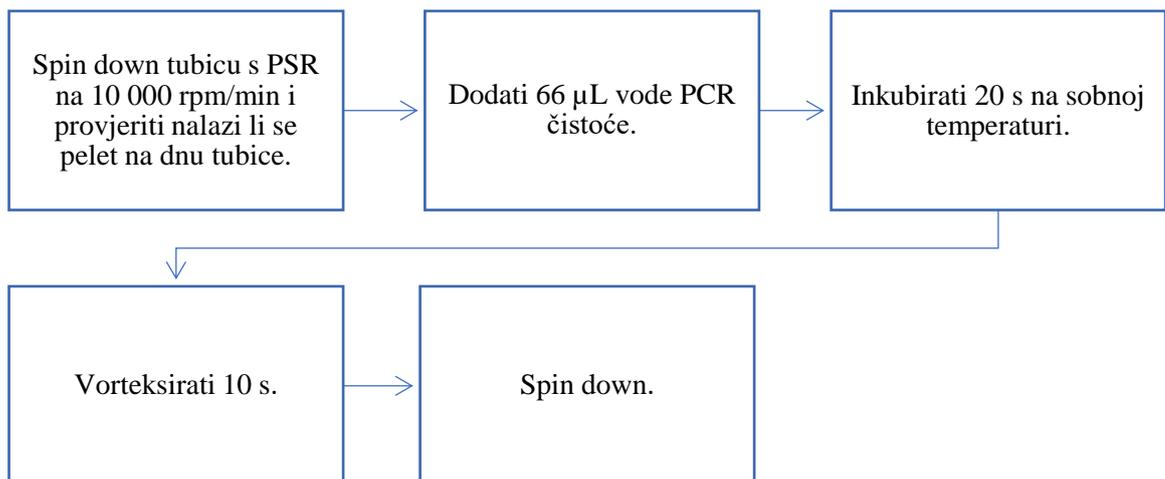 Spin down tubicu s PSR
na 10 000 rpm/min i
provjeriti nalazi li se
pelet na dnu tubice.
Dodati 66 µL vode PCR
čistoće.
Inkubirati 20 s na sobnoj
temperaturi.
Vorteksirati 10 s.
Spin down.